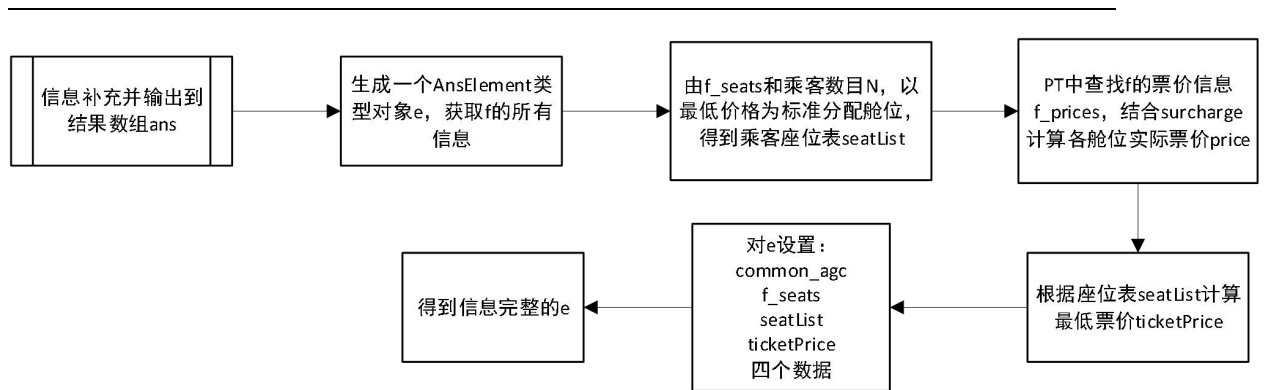 信息补充并输出到
结果数组ans
生成一个AnsElement类
型对象e，获取f的所有
信息
由f_seats和乘客数目N，以
最低价格为标准分配舱位，
得到乘客座位表seatList
PT中查找f的票价信息
f_prices，结合surcharge
计算各舱位实际票价price
根据座位表seatList计算
最低票价ticketPrice
对e设置：
common_agc
f_seats
seatList
ticketPrice
四个数据
得到信息完整的e